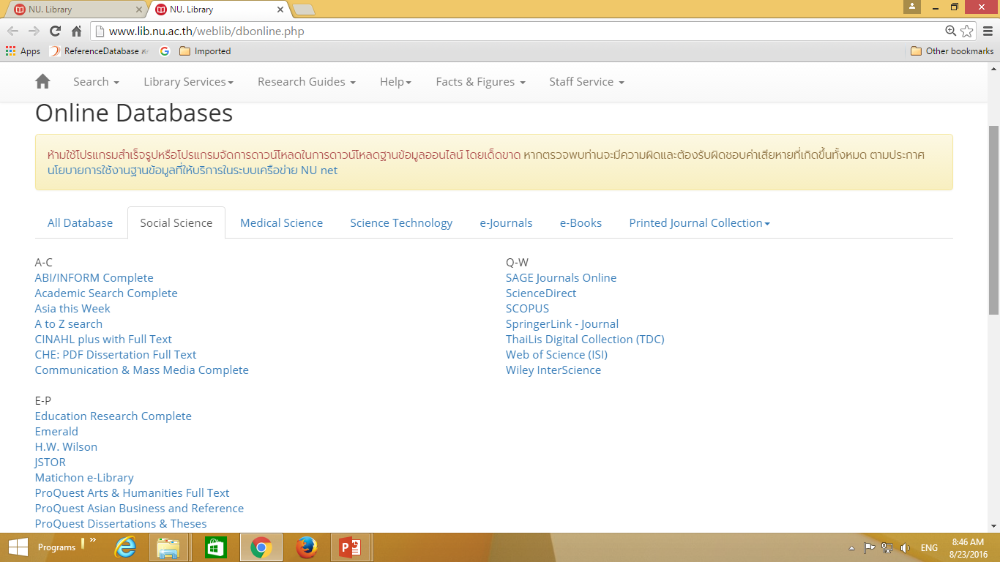 NU. Library
NU. Library
www.lib.nu.ac.th/weblib/dbonline.php
Apps
ReferenceDatabase
Imported
Other bookmarks
Search
Library Services
Research Guides
Help
Facts & Figures
Staff Service
Online Databases
ห้ามใช้โปรแกรมสำเร็จรูปหรือโปรแกรมจัดการดาวน์โหลดในการดาวน์โหลดฐานข้อมูลออนไลน์ โดยเด็ดขาด หากตรวจพบท่านจะมีความผิดและต้องรับผิดชอบค่าเสียหายที่เกิดขึ้นทั้งหมด ตามประกาศ
นโยบายการใช้งานฐานข้อมูลที่ให้บริการในระบบเครือข่าย NU net
All Database
Social Science
Medical Science
Science Technology
e-Journals
e-Books
Printed Journal Collection
A-C
ABI/INFORM Complete
Academic Search Complete
Asia this Week
A to Z search
CINAHL plus with Full Text
CHE: PDF Dissertation Full Text
Communication & Mass Media Complete
E-P
Education Research Complete
Emerald
H.W. Wilson
JSTOR
Matichon e-Library
ProQuest Arts & Humanities Full Text
ProQuest Asian Business and Reference
ProQuest Dissertations & Theses
Q-W
SAGE Journals Online
ScienceDirect
SCOPUS
SpringerLink - Journal
ThaiLis Digital Collection (TDC)
Web of Science (ISI)
Wiley InterScience
Programs
ENG
8:46 AM
8/23/2016